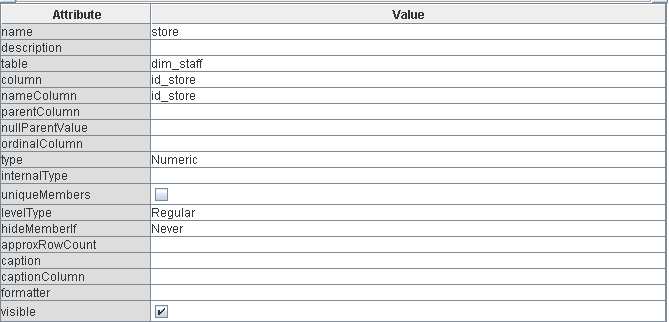 Attribute Value
name store
description
table dim_staff
column id_store
nameColumn id_store
parentColumn
nullParentValue
ordinalColumn
type Numeric
internalType
uniqueMembers
levelType Regular
hideMemberIf Never
approxRowCount
caption
captionColumn
formatter
visible